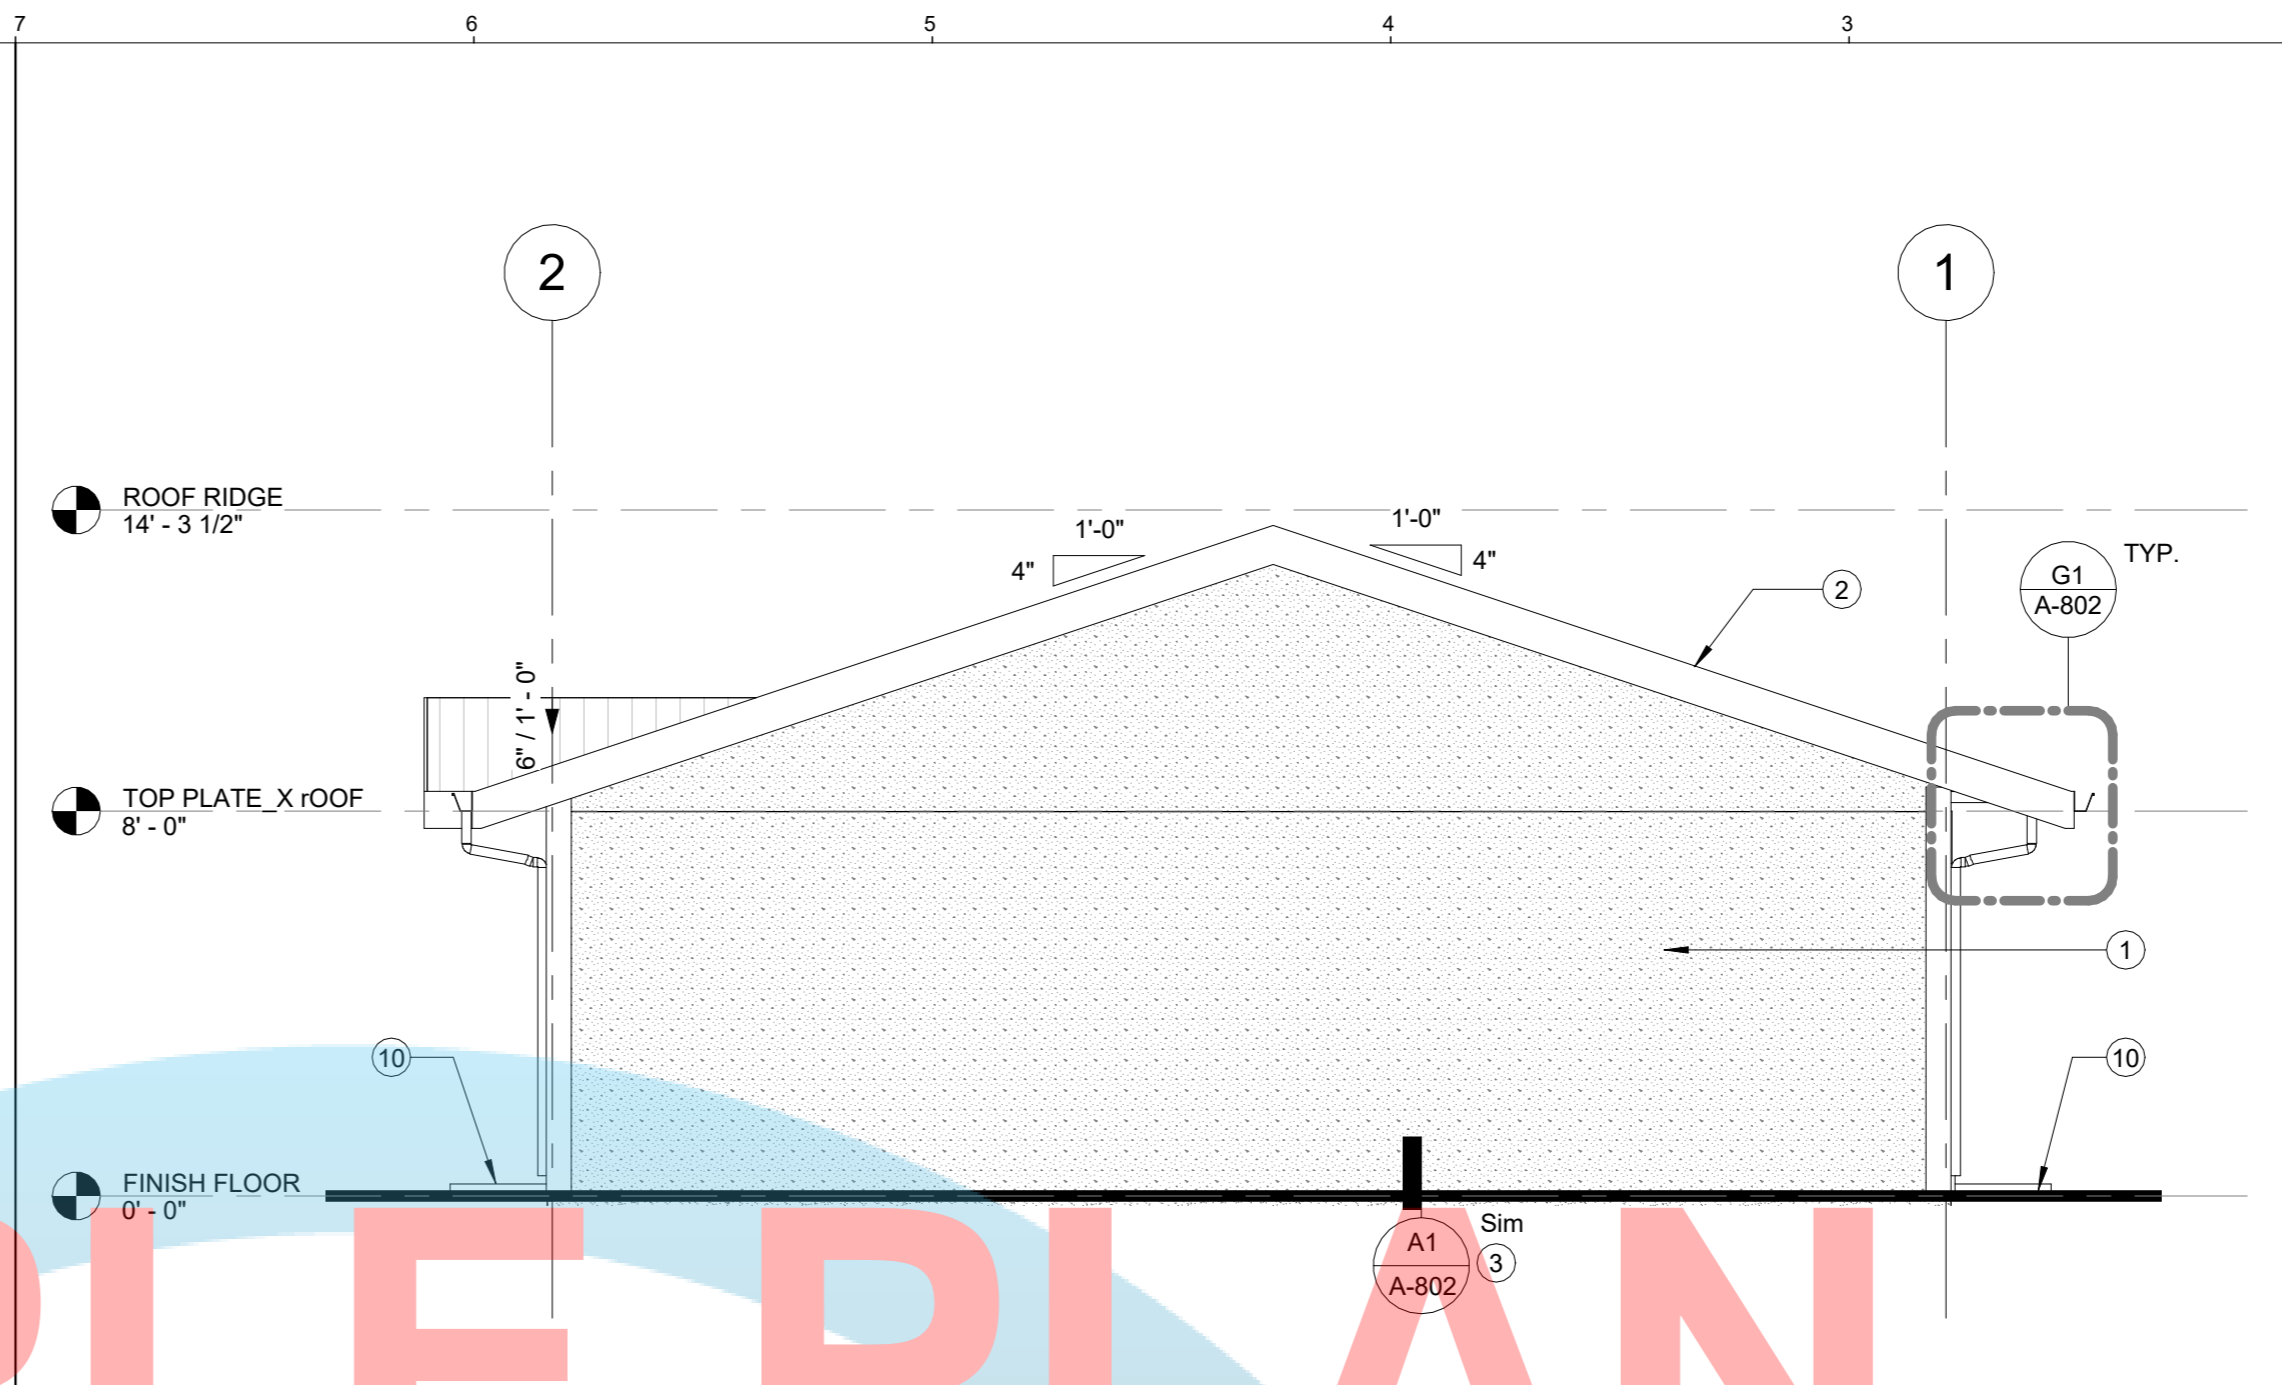 7 6 5 4 3
2 1
ROOF RIDGE
14' - 3 1/2"
1'-0" 1'-0"
4" 4"
TYP.
G1
A-802
2
6" / 1' - 0"
TOP PLATE_X rOOF
8' - 0"
1
10 10
FINISH FLOOR
0' - 0"
Sim
A1
3
A-802
PLE PLAN